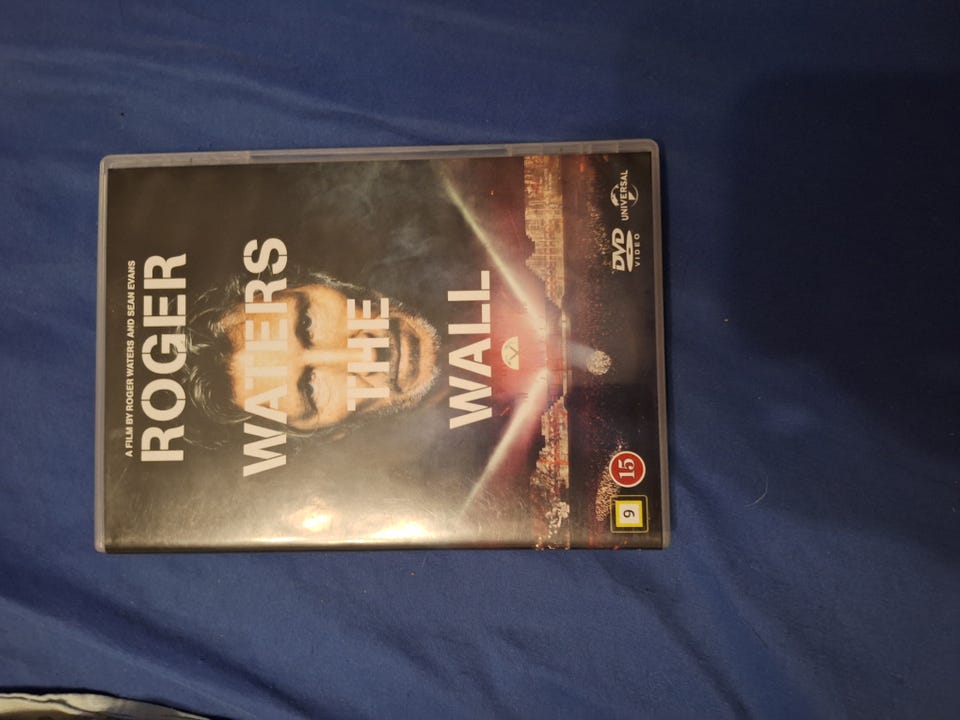 A FILM BY ROGER WATERS AND SEAN EVANS
ROGER
WATERS
THE
WALL
9
15
DVD
VIDEO
UNIVERSAL